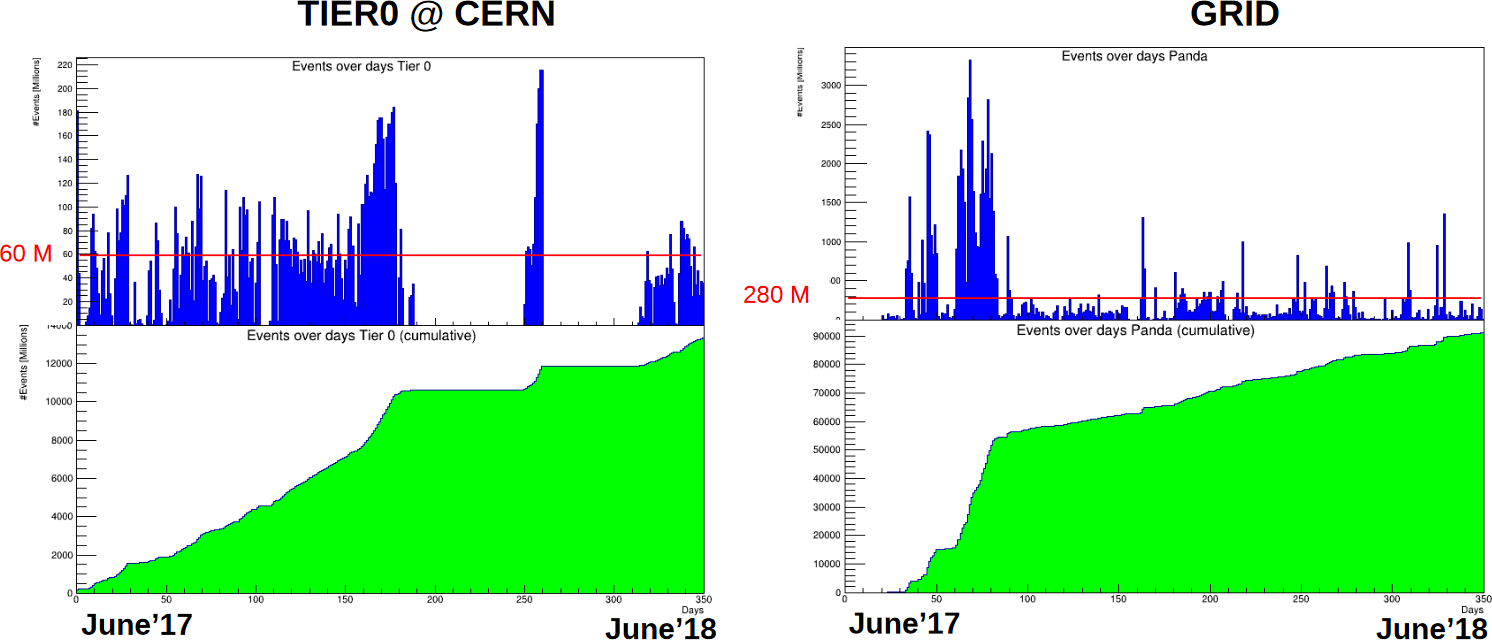 TIER0 @ CERN
Events over days Tier 0
#Events [Millions]
220
200
180
160
140
120
100
80
60
40
20
60 M
Events over days Tier 0 (cumulative)
#Events [Millions]
12000
10000
8000
6000
4000
2000
0
0 50 100 150 200 250 300 350
Days
June’17
June’18
GRID
Events over days Panda
#Events [Millions]
3000
2500
2000
1500
1000
00
280 M
Events over days Panda (cumulative)
90000
80000
70000
60000
50000
40000
30000
20000
10000
0
0 50 100 150 200 250 300 350
Days
June’17
June’18